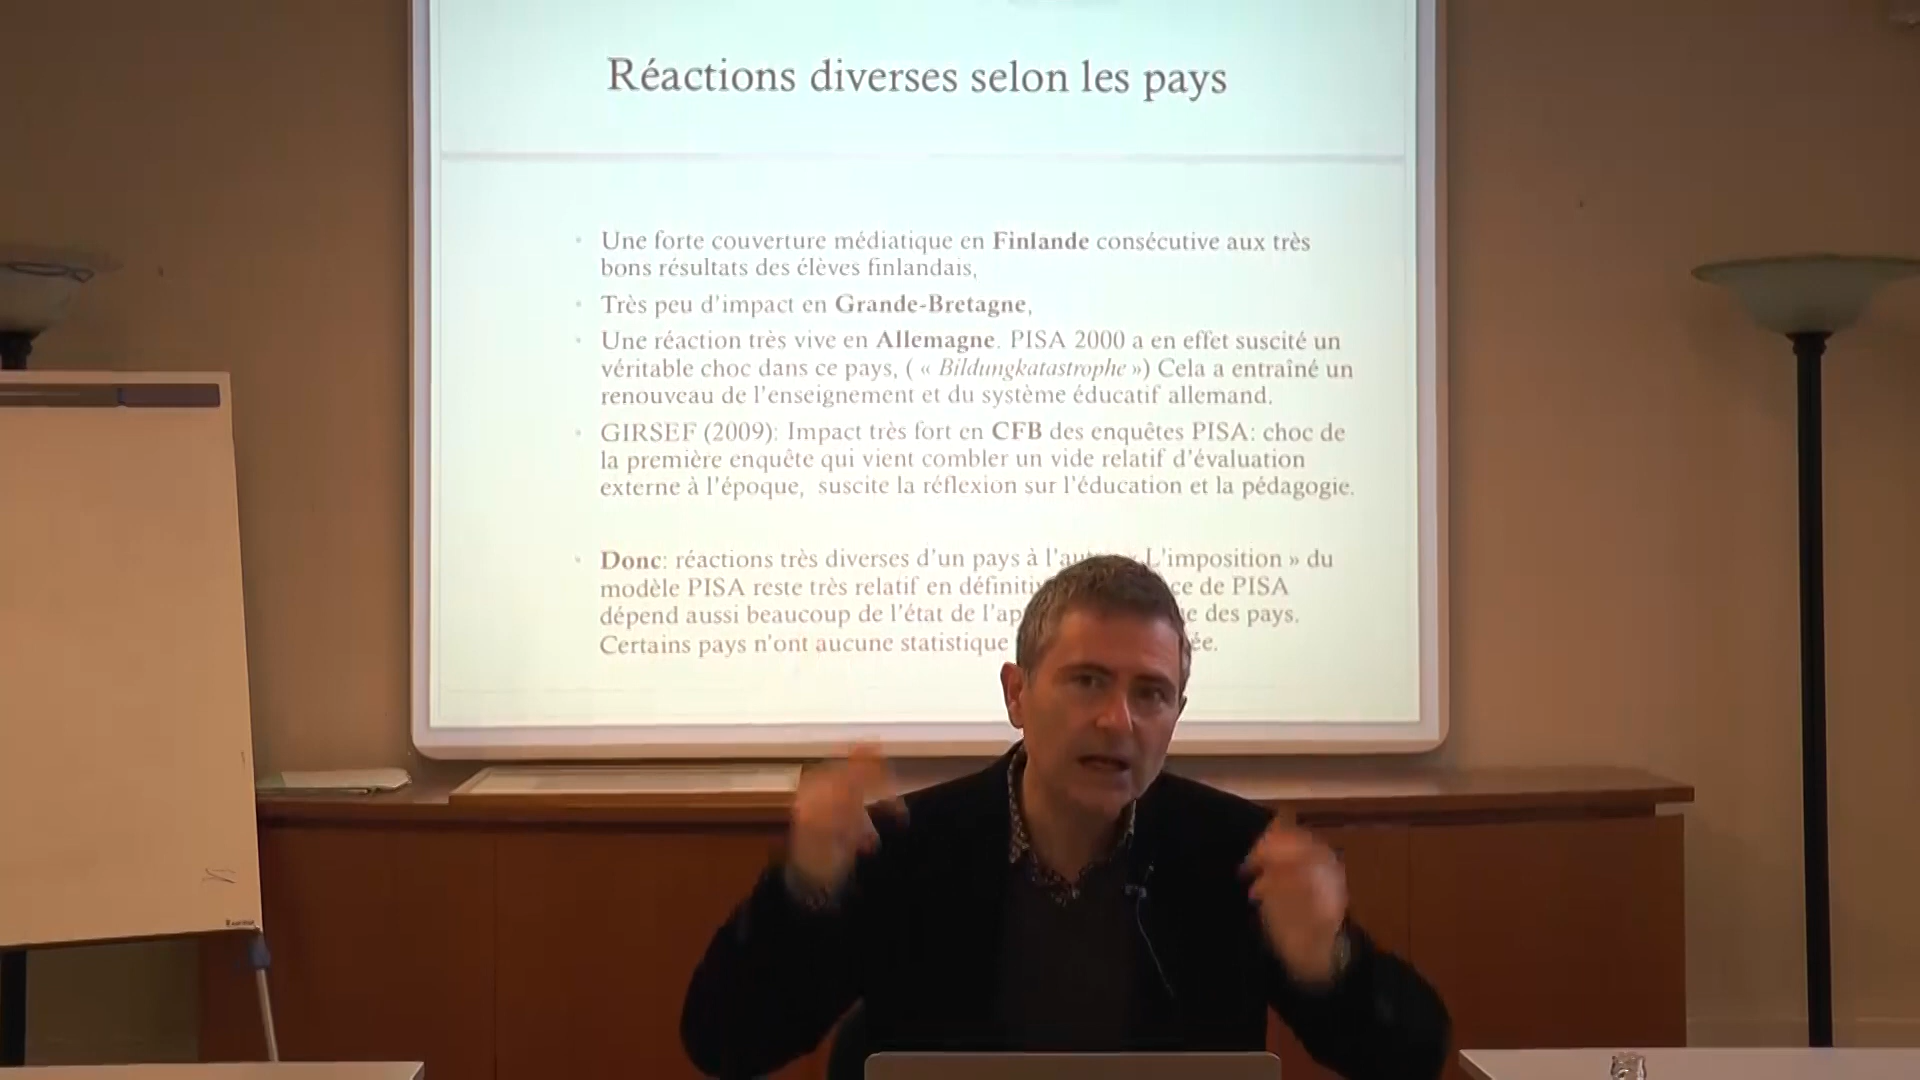 Réactions diverses selon les pays
Une forte couverture médiatique en Finlande consécutive aux très
bons résultats des élèves finlandais,
Très peu d'impact en Grande-Bretagne,
Une réaction très vive en Allemagne. PISA 2000 a en effet suscité un
véritable choc dans ce pays, ( « Bildungkatastrophe ») Cela a entraîné un
renouveau de l'enseignement et du système éducatif allemand.
GIRSEF (2009): Impact très fort en CFB des enquêtes PISA: choc de
la première enquête qui vient combler un vide relatif d'évaluation
externe à l'époque, suscite la réflexion sur l'éducation et la pédagogie.
Donc: réactions très diverses d'un pays à l' « L'imposition » du
modèle PISA reste très relatif en de PISA
dépend aussi beaucoup de l'état de des pays.
Certains pays n'ont aucune statistique